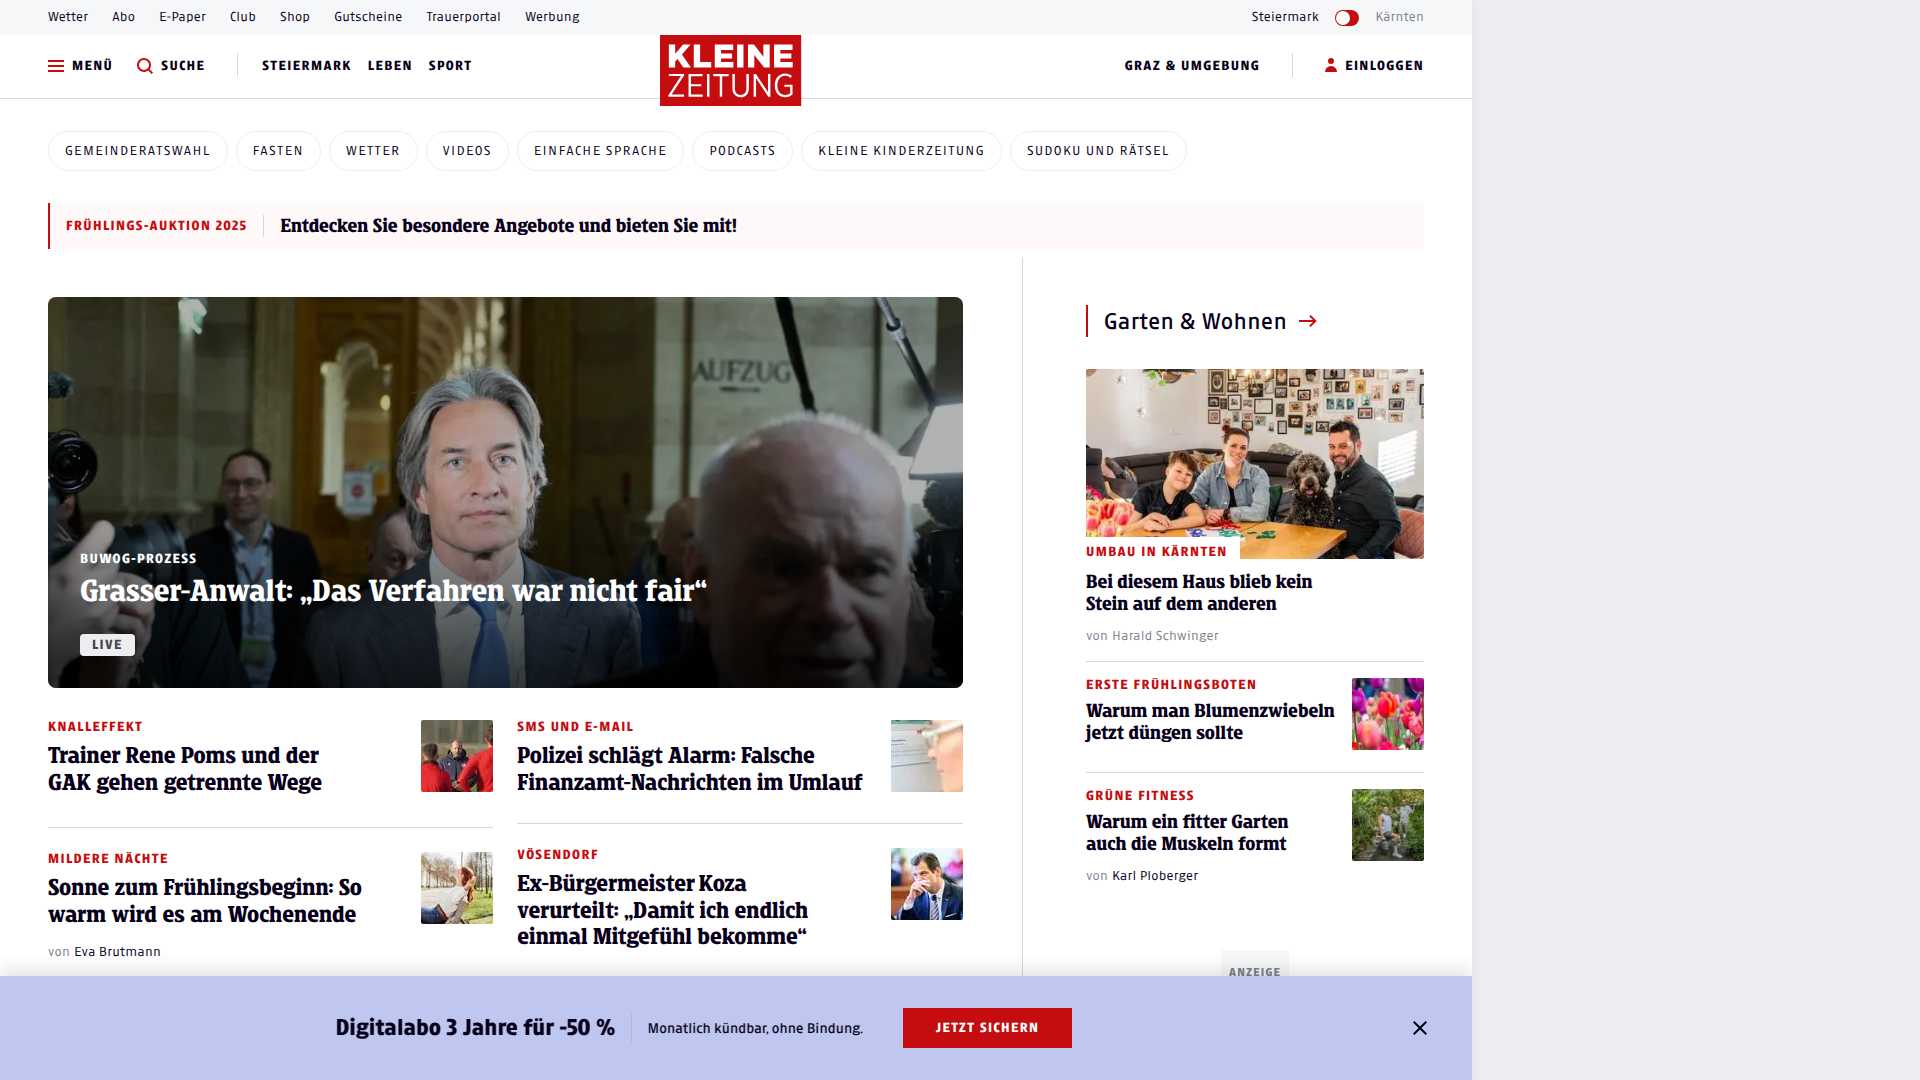 Wetter Abo E-Paper Club Shop Gutscheine Trauerportal Werbung Steiermark Kärnten
MENÜ SUCHE STEIERMARK LEBEN SPORT KLEINE ZEITUNG GRAZ & UMGEBUNG EINLOGGEN
GEMEINDERATSWAHL FASTEN WETTER VIDEOS EINFACHE SPRACHE PODCASTS KLEINE KINDERZEITUNG SUDOKU UND RÄTSEL
FRÜHLINGS-AUKTION 2025 Entdecken Sie besondere Angebote und bieten Sie mit!
AUFZUG
BUWOG-PROZESS
Grasser-Anwalt: „Das Verfahren war nicht fair“
LIVE
KNALLEFFEKT
Trainer Rene Poms und der
GAK gehen getrennte Wege
MILDERE NÄCHTE
Sonne zum Frühlingsbeginn: So
warm wird es am Wochenende
von Eva Brutmann
SMS UND E-MAIL
Polizei schlägt Alarm: Falsche
Finanzamt-Nachrichten im Umlauf
VÖSENDORF
Ex-Bürgermeister Koza
verurteilt: „Damit ich endlich
einmal Mitgefühl bekomme“
Garten & Wohnen
UMBAU IN KÄRNTEN
Bei diesem Haus blieb kein
Stein auf dem anderen
von Harald Schwinger
ERSTE FRÜHLINGSBOTEN
Warum man Blumenzwiebeln
jetzt düngen sollte
GRÜNE FITNESS
Warum ein fitter Garten
auch die Muskeln formt
von Karl Ploberger
ANZEIGE
Digitalabo 3 Jahre für -50 % Monatlich kündbar, ohne Bindung. JETZT SICHERN